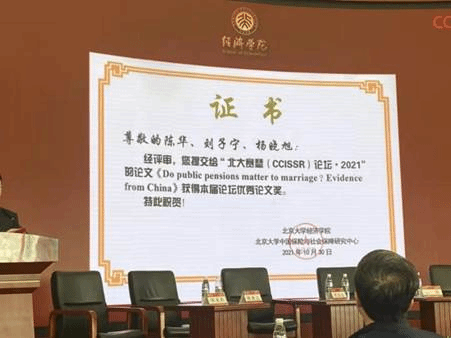 CC
经济学院
证书
尊敬的陈华、刘子宁、杨晓旭：
经评审，您提交给“北大赛瑟（CCISSR）论坛·2021”
的论文《Do public pensions matter to marriage? Evidence
from China》获得本届论坛优秀论文奖。
特此祝贺！
北京大学经济学院
北京大学中国保险与社会保障研究中心
2021年10月30日